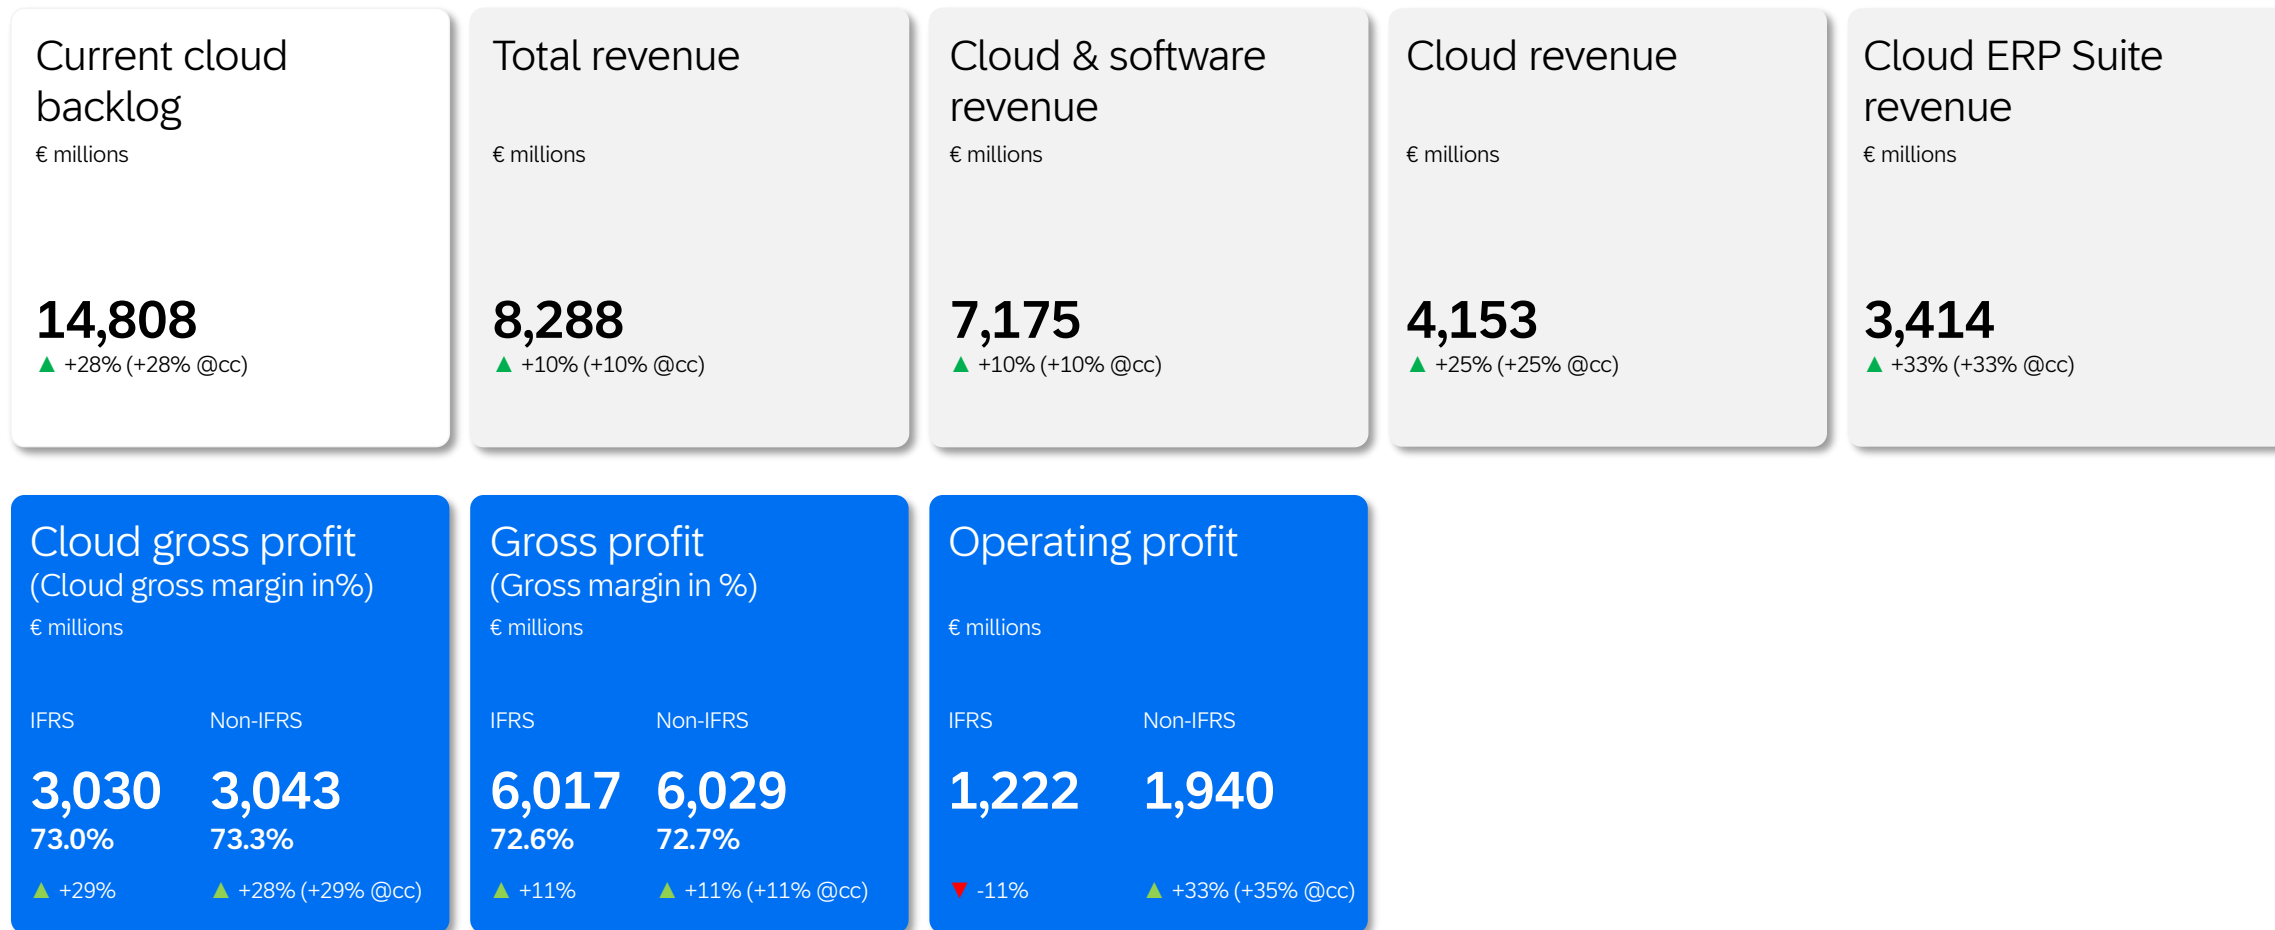 Current cloud
backlog
€ millions
14,808
▲ +28% (+28% @cc)
Total revenue
€ millions
8,288
▲ +10% (+10% @cc)
Cloud & software
revenue
€ millions
7,175
▲ +10% (+10% @cc)
Cloud revenue
€ millions
4,153
▲ +25% (+25% @cc)
Cloud ERP Suite
revenue
€ millions
3,414
▲ +33% (+33% @cc)
Cloud gross profit
(Cloud gross margin in%)
€ millions
IFRS Non-IFRS
3,030 3,043
73.0% 73.3%
▲ +29% ▲ +28% (+29% @cc)
Gross profit
(Gross margin in %)
€ millions
IFRS Non-IFRS
6,017 6,029
72.6% 72.7%
▲ +11% ▲ +11% (+11% @cc)
Operating profit
€ millions
IFRS Non-IFRS
1,222 1,940
▼ -11% ▲ +33% (+35% @cc)